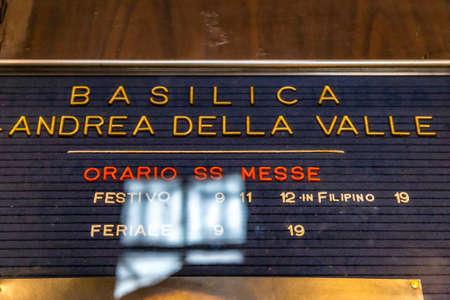 BASILICA
.ANDREA DELLA VALLE
ORARIO SS MESSE
FESTIVO 9 11 12 - IN FILIPINO 19
FERIALE 9 19